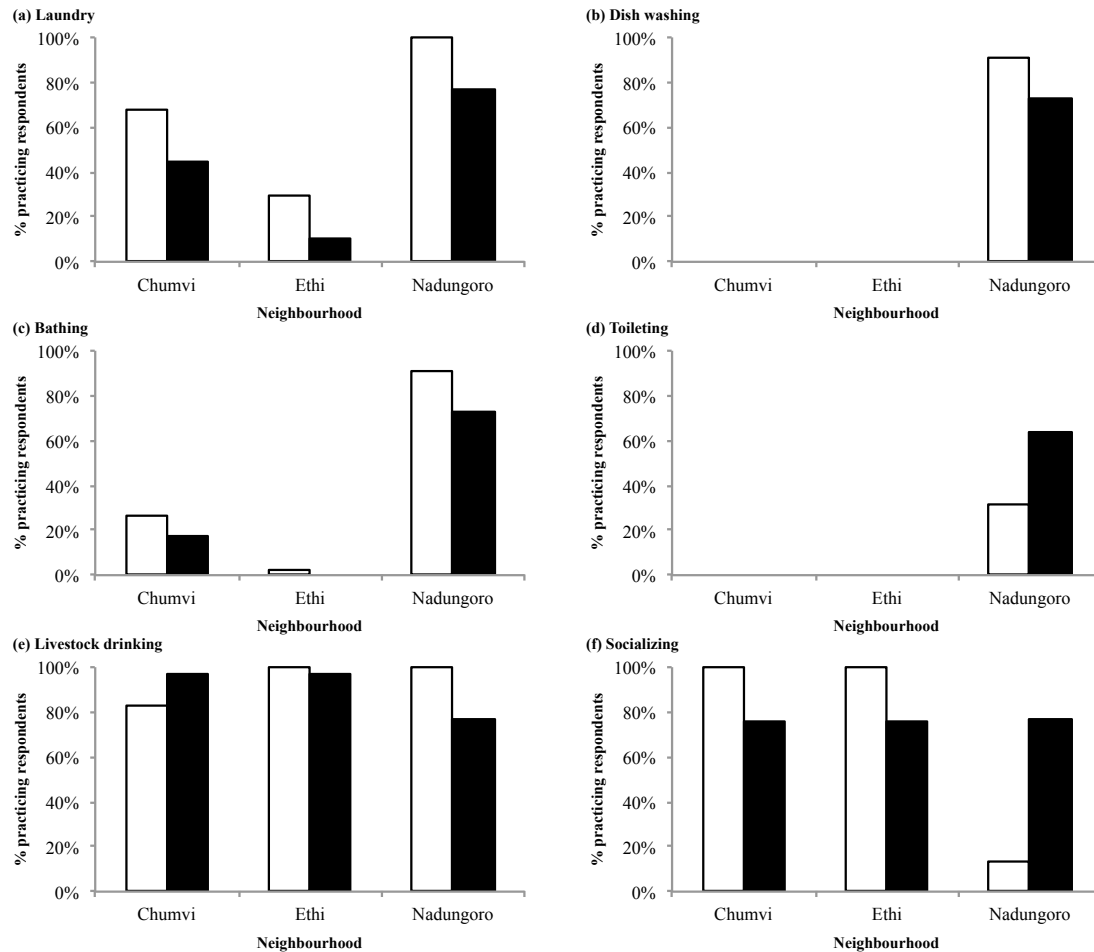 (a) Laundry
% practicing respondents
100%
80%
60%
40%
20%
0%
Chumvi Ethi Nadungoro
Neighbourhood
(b) Dish washing
% practicing respondents
100%
80%
60%
40%
20%
0%
Chumvi Ethi Nadungoro
Neighbourhood
(c) Bathing
% practicing respondents
100%
80%
60%
40%
20%
0%
Chumvi Ethi Nadungoro
Neighbourhood
(d) Toileting
% practicing respondents
100%
80%
60%
40%
20%
0%
Chumvi Ethi Nadungoro
Neighbourhood
(e) Livestock drinking
% practicing respondents
100%
80%
60%
40%
20%
0%
Chumvi Ethi Nadungoro
Neighbourhood
(f) Socializing
% practicing respondents
100%
80%
60%
40%
20%
0%
Chumvi Ethi Nadungoro
Neighbourhood